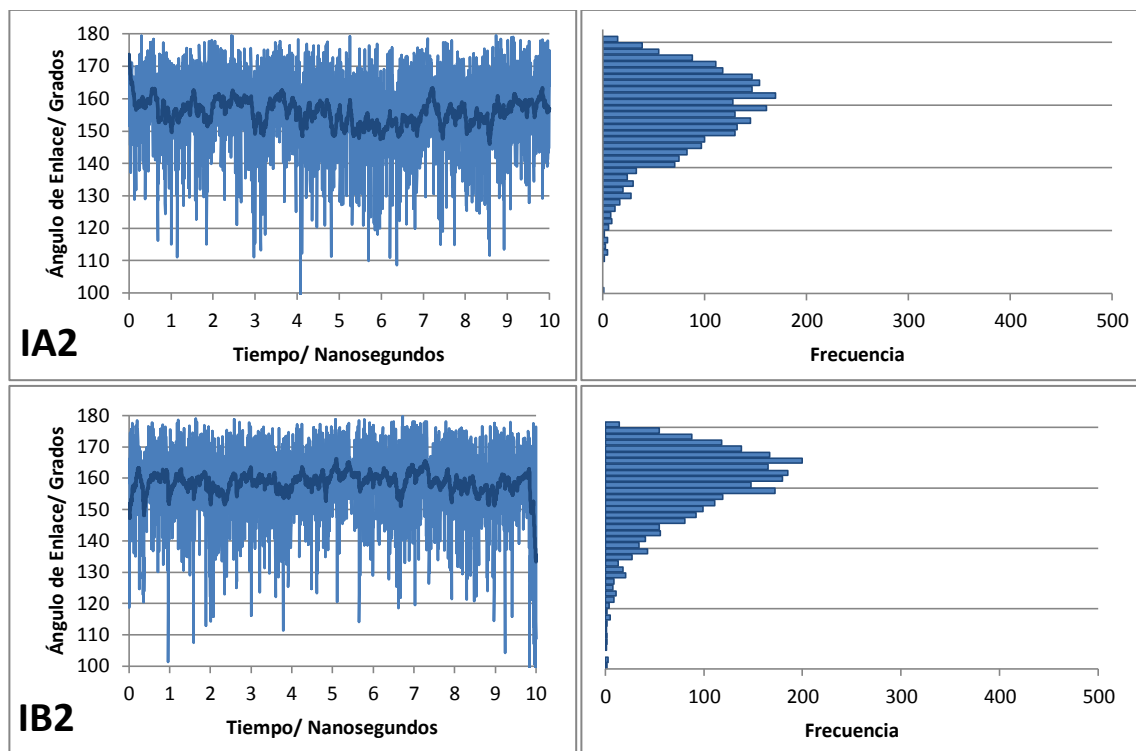 Ángulo de Enlace/ Grados
180
170
160
150
140
130
120
110
100
0 1 2 3 4 5 6 7 8 9 10
Tiempo/ Nanosegundos
IA2
0 100 200 300 400 500
Frecuencia
Ángulo de Enlace/ Grados
180
170
160
150
140
130
120
110
100
0 1 2 3 4 5 6 7 8 9 10
Tiempo/ Nanosegundos
IB2
0 100 200 300 400 500
Frecuencia